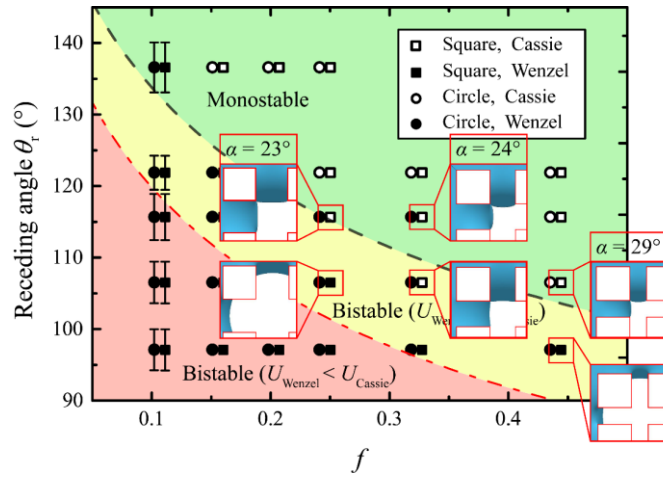 140
130
120
110
100
90
Receding angle θr (°)
Square, Cassie
Square, Wenzel
Circle, Cassie
Circle, Wenzel
Monostable
α = 23°
α = 24°
α = 29°
Bistable (U
Bistable (UWenzel < UCassie)
0.1
0.2
0.3
0.4
f